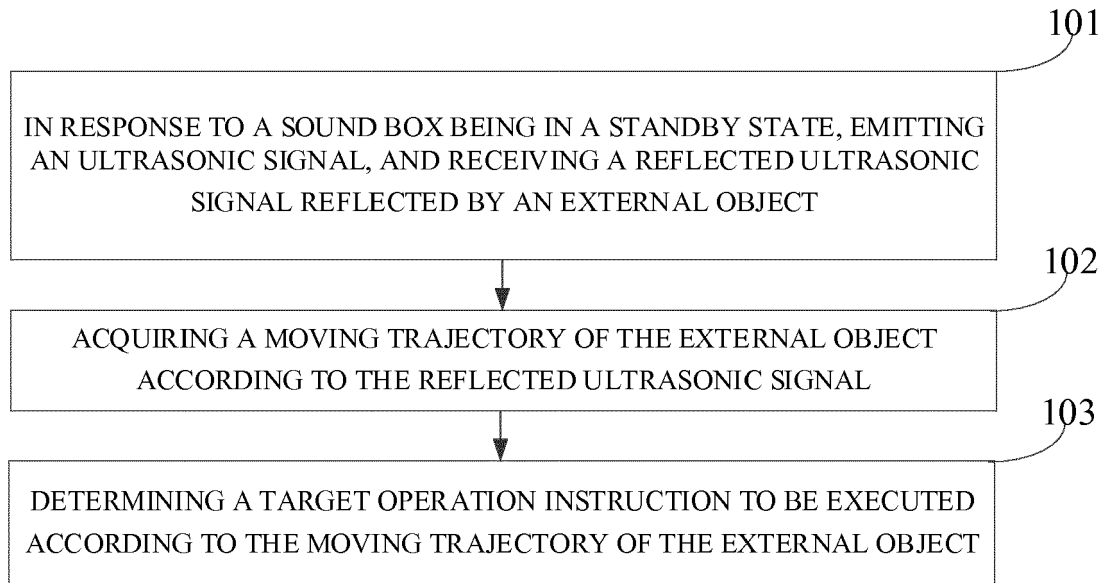 101
IN RESPONSE TO A SOUND BOX BEING IN A STANDBY STATE, EMITTING
AN ULTRASONIC SIGNAL, AND RECEIVING A REFLECTED ULTRASONIC
SIGNAL REFLECTED BY AN EXTERNAL OBJECT
102
ACQUIRING A MOVING TRAJECTORY OF THE EXTERNAL OBJECT
ACCORDING TO THE REFLECTED ULTRASONIC SIGNAL
103
DETERMINING A TARGET OPERATION INSTRUCTION TO BE EXECUTED
ACCORDING TO THE MOVING TRAJECTORY OF THE EXTERNAL OBJECT